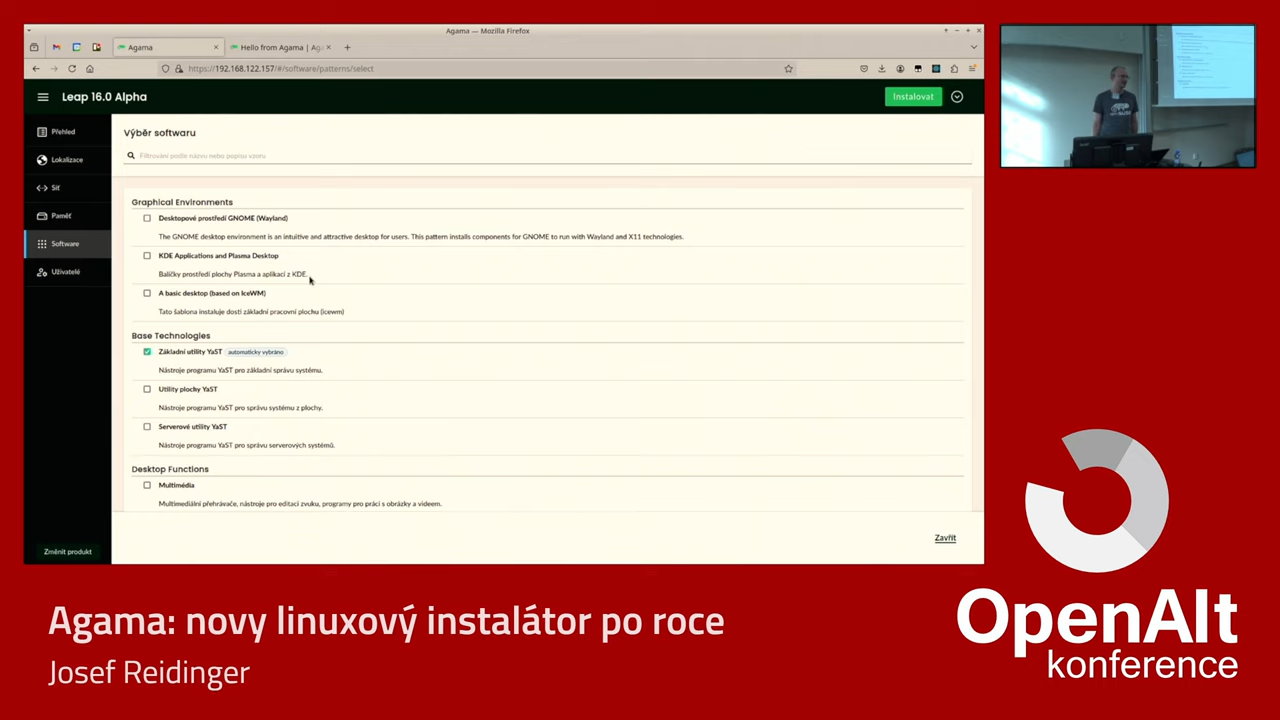 Agama — Mozilla Firefox
Agama
Hello from Agama | Aga
https://192.168.122.157/#/software/patterns/select
Leap 16.0 Alpha
Instalovat
Přehled
Lokalizace
Síť
Paměť
Software
Uživatelé
Změnit produkt
Výběr softwaru
Filtrování podle názvu nebo popisu vzoru
Graphical Environments
Desktopové prostředí GNOME (Wayland)
The GNOME desktop environment is an intuitive and attractive desktop for users. This pattern installs components for GNOME to run with Wayland and X11 technologies.
KDE Applications and Plasma Desktop
Balíčky prostředí plochy Plasma a aplikací z KDE.
A basic desktop (based on IceWM)
Tato šablona instaluje dosti základní pracovní plochu (icewm)
Base Technologies
Základní utility YaST automaticky vybráno
Nástroje programu YaST pro základní správu systému.
Utility plochy YaST
Nástroje programu YaST pro správu systému z plochy.
Serverové utility YaST
Nástroje programu YaST pro správu serverových systémů.
Desktop Functions
Multimédia
Multimediální přehrávače, nástroje pro editaci zvuku, programy pro práci s obrázky a videem.
Zavřít
Agama: novy linuxový instalátor po roce
Josef Reidinger
OpenAlt
konference